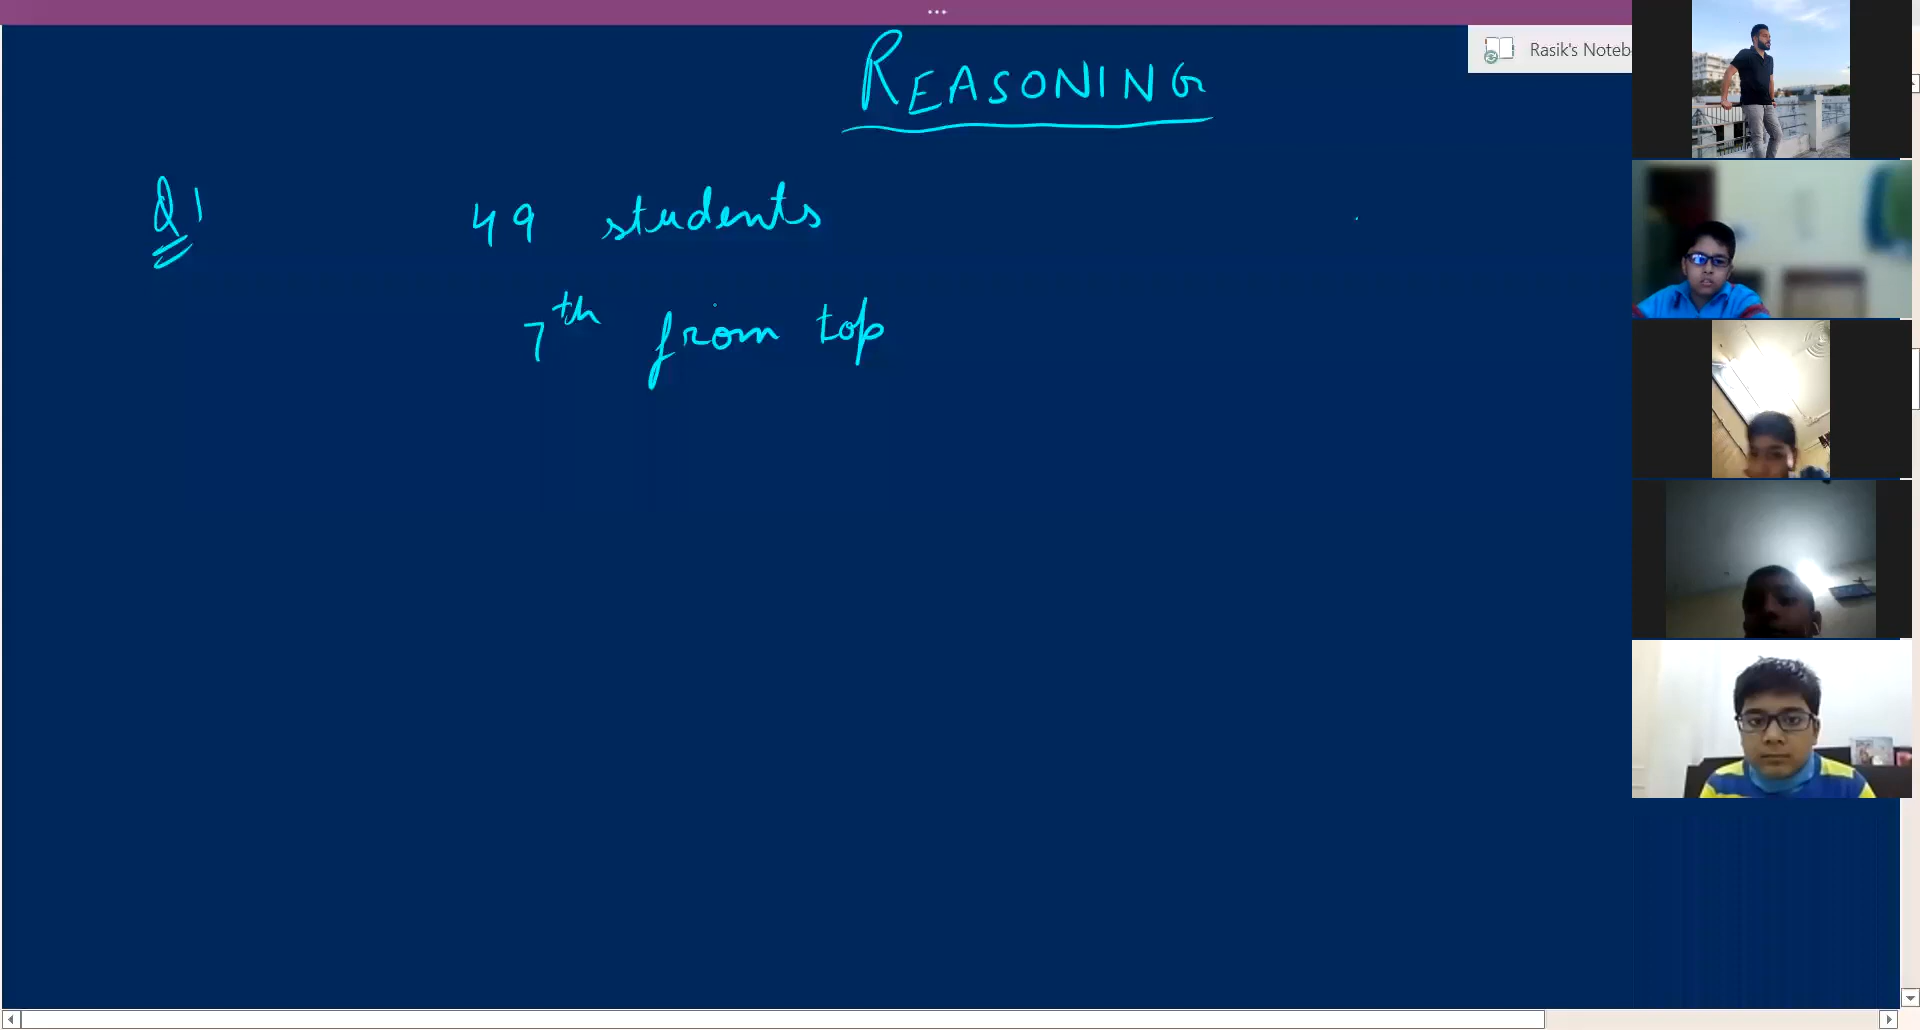 ...
REASONING
Rasik's Noteb
Q1
49 students
7th from top